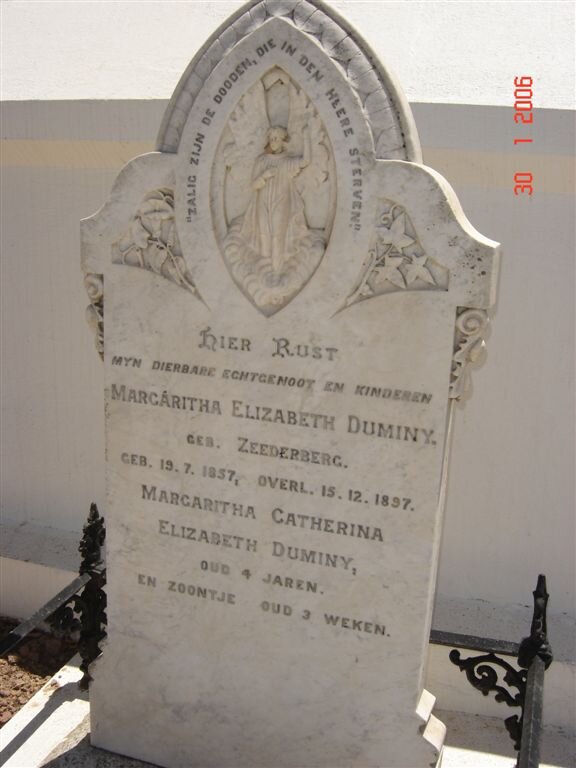 30 1 2006
"ZALIG ZIJN DE DOODEN, DIE IN DEN HEERE STERVEN."
HIER RUST
MYN DIERBARE ECHTGENOOT EN KINDEREN
MARGARITHA ELIZABETH DUMINY.
GEB. ZEEDERBERG.
GEB. 19.7.1857, OVERL. 15.12.1897.
MARGARITHA CATHERINA
ELIZABETH DUMINY,
OUD 4 JAREN.
EN ZOONTJE OUD 3 WEKEN.